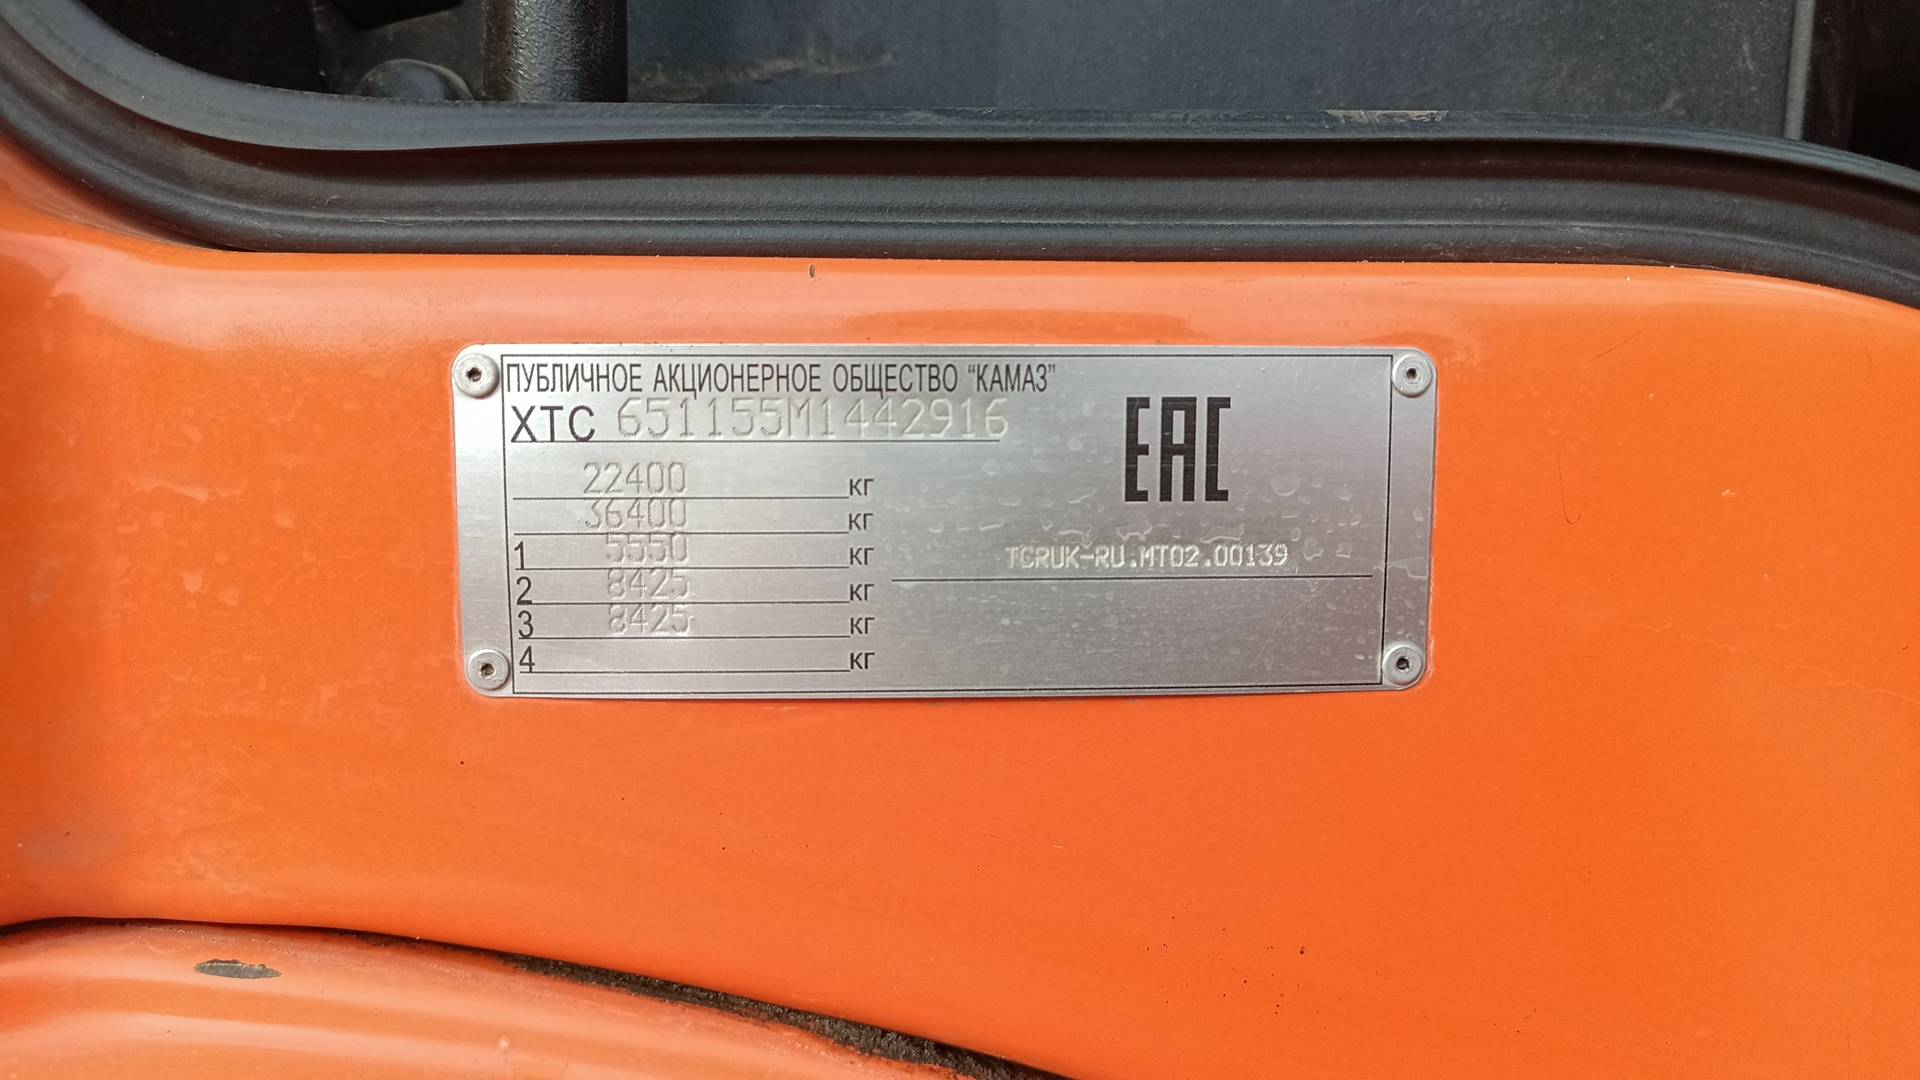 ПУБЛИЧНОЕ АКЦИОНЕРНОЕ ОБЩЕСТВО “КАМАЗ”
XTC 651155M1442916
22400 кг
36400 кг
1 5550 кг
2 8425 кг
3 8425 кг
4 кг
EAC
TCRUK-RU.MT02.00139